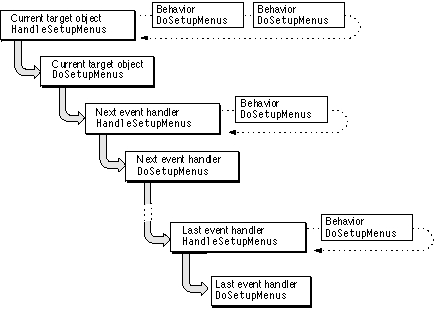 Behavior
DoSetupMenus
Behavior
DoSetupMenus
Current target object
HandleSetupMenus
Current target object
DoSetupMenus
Behavior
DoSetupMenus
Next event handler
HandleSetupMenus
Next event handler
DoSetupMenus
Behavior
DoSetupMenus
Last event handler
HandleSetupMenus
Last event handler
DoSetupMenus